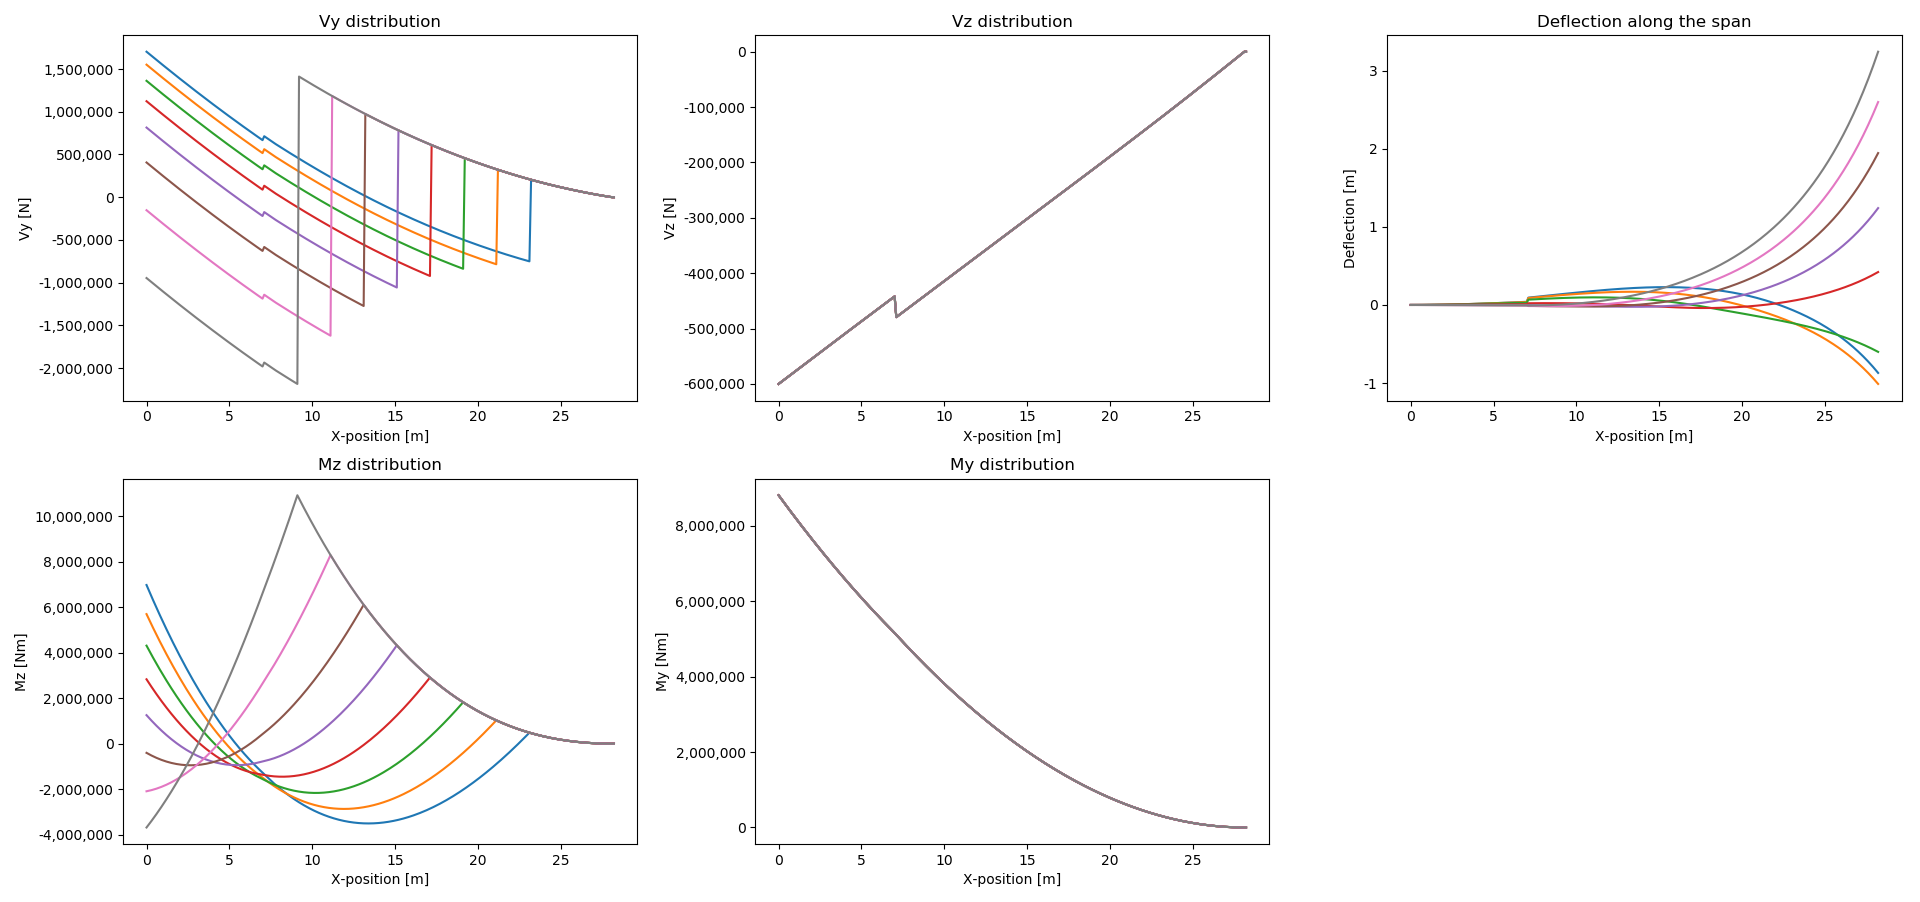 Vy distribution
Vy [N]
1,500,000
1,000,000
500,000
0
-500,000
-1,000,000
-1,500,000
-2,000,000
0 5 10 15 20 25
X-position [m]
Vz distribution
Vz [N]
0
-100,000
-200,000
-300,000
-400,000
-500,000
-600,000
0 5 10 15 20 25
X-position [m]
Deflection along the span
Deflection [m]
3
2
1
0
-1
0 5 10 15 20 25
X-position [m]
Mz distribution
Mz [Nm]
10,000,000
8,000,000
6,000,000
4,000,000
2,000,000
0
-2,000,000
-4,000,000
0 5 10 15 20 25
X-position [m]
My distribution
My [Nm]
8,000,000
6,000,000
4,000,000
2,000,000
0
0 5 10 15 20 25
X-position [m]